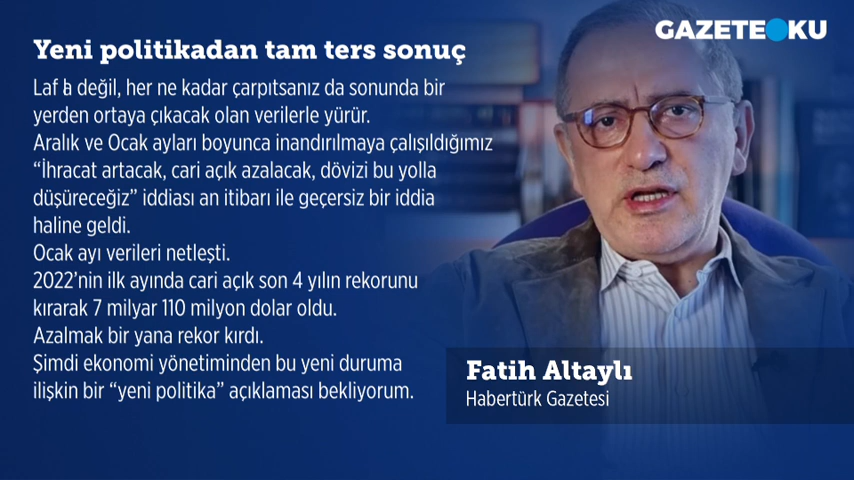 GAZETE KU
Yeni politikadan tam ters sonuç
Laf değil, her ne kadar çarpıtsanız da sonunda bir
yerden ortaya çıkacak olan verilerle yürür.
Aralık ve Ocak ayları boyunca inandırılmaya çalışıldığımız
“İhracat artacak, cari açık azalacak, dövizi bu yolla
düşüreceğiz” iddiası an itibarı ile geçersiz bir iddia
haline geldi.
Ocak ayı verileri netleşti.
2022’nin ilk ayında cari açık son 4 yılın rekorunu
kırarak 7 milyar 110 milyon dolar oldu.
Azalmak bir yana rekor kırdı.
Şimdi ekonomi yönetiminden bu yeni duruma
ilişkin bir “yeni politika” açıklaması bekliyorum.
Fatih Altaylı
Habertürk Gazetesi